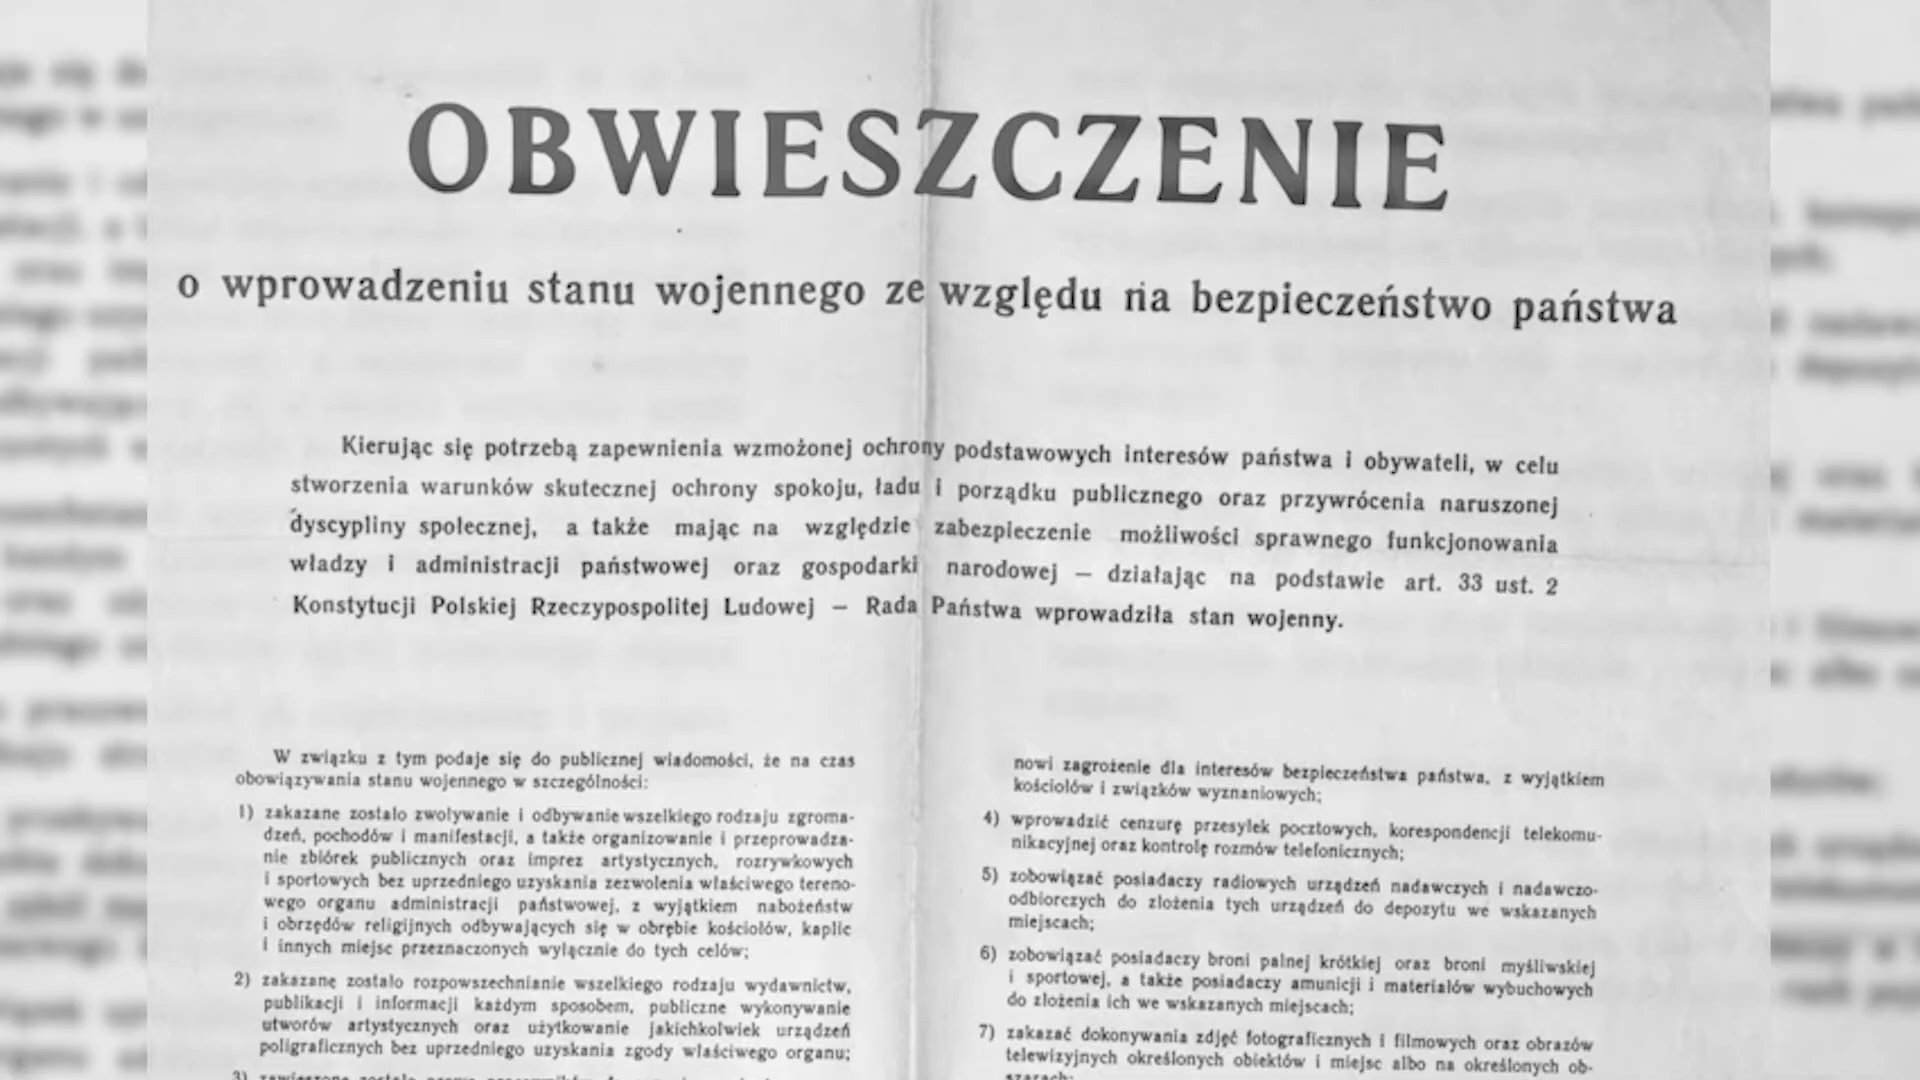 OBWIESZCZENIE
o wprowadzeniu stanu wojennego ze względu na bezpieczeństwo państwa
Kierując się potrzebą zapewnienia wzmożonej ochrony podstawowych interesów państwa i obywateli, w celu
stworzenia warunków skutecznej ochrony spokoju, ładu i porządku publicznego oraz przywrócenia naruszonej
dyscypliny społecznej, a także mając na względzie zabezpieczenie możliwości sprawnego funkcjonowania
władzy i administracji państwowej oraz gospodarki narodowej — działając na podstawie art. 33 ust. 2
Konstytucji Polskiej Rzeczypospolitej Ludowej — Rada Państwa wprowadziła stan wojenny.
W związku z tym podaje się do publicznej wiadomości, że na czas
obowiązywania stanu wojennego w szczególności:
1) zakazane zostało zwoływanie i odbywanie wszelkiego rodzaju zgroma-
dzeń, pochodów i manifestacji, a także organizowanie i przeprowadza-
nie zbiórek publicznych oraz imprez artystycznych, rozrywkowych
i sportowych bez uprzedniego uzyskania zezwolenia właściwego tereno-
wego organu administracji państwowej, z wyjątkiem nabożeństw
i obrzędów religijnych odbywających się w obrębie kościołów, kaplic
i innych miejsc przeznaczonych wyłącznie do tych celów;
2) zakazane zostało rozpowszechnianie wszelkiego rodzaju wydawnictw,
publikacji i informacji każdym sposobem, publiczne wykonywanie
utworów artystycznych oraz użytkowanie jakichkolwiek urządzeń
poligraficznych bez uprzedniego uzyskania zgody właściwego organu;
3) zawieszone zostało prawo pracowników do
nowi zagrożenie dla interesów bezpieczeństwa państwa, z wyjątkiem
kościołów i związków wyznaniowych;
4) wprowadzić cenzurę przesyłek pocztowych, korespondencji telekomu-
nikacyjnej oraz kontrolę rozmów telefonicznych;
5) zobowiązać posiadaczy radiowych urządzeń nadawczych i nadawczo-
odbiorczych do złożenia tych urządzeń do depozytu we wskazanych
miejscach;
6) zobowiązać posiadaczy broni palnej krótkiej oraz broni myśliwskiej
i sportowej, a także posiadaczy amunicji i materiałów wybuchowych
do złożenia ich we wskazanych miejscach;
7) zakazać dokonywania zdjęć fotograficznych i filmowych oraz obrazów
telewizyjnych określonych obiektów i miejsc albo na określonych ob-
szarach;